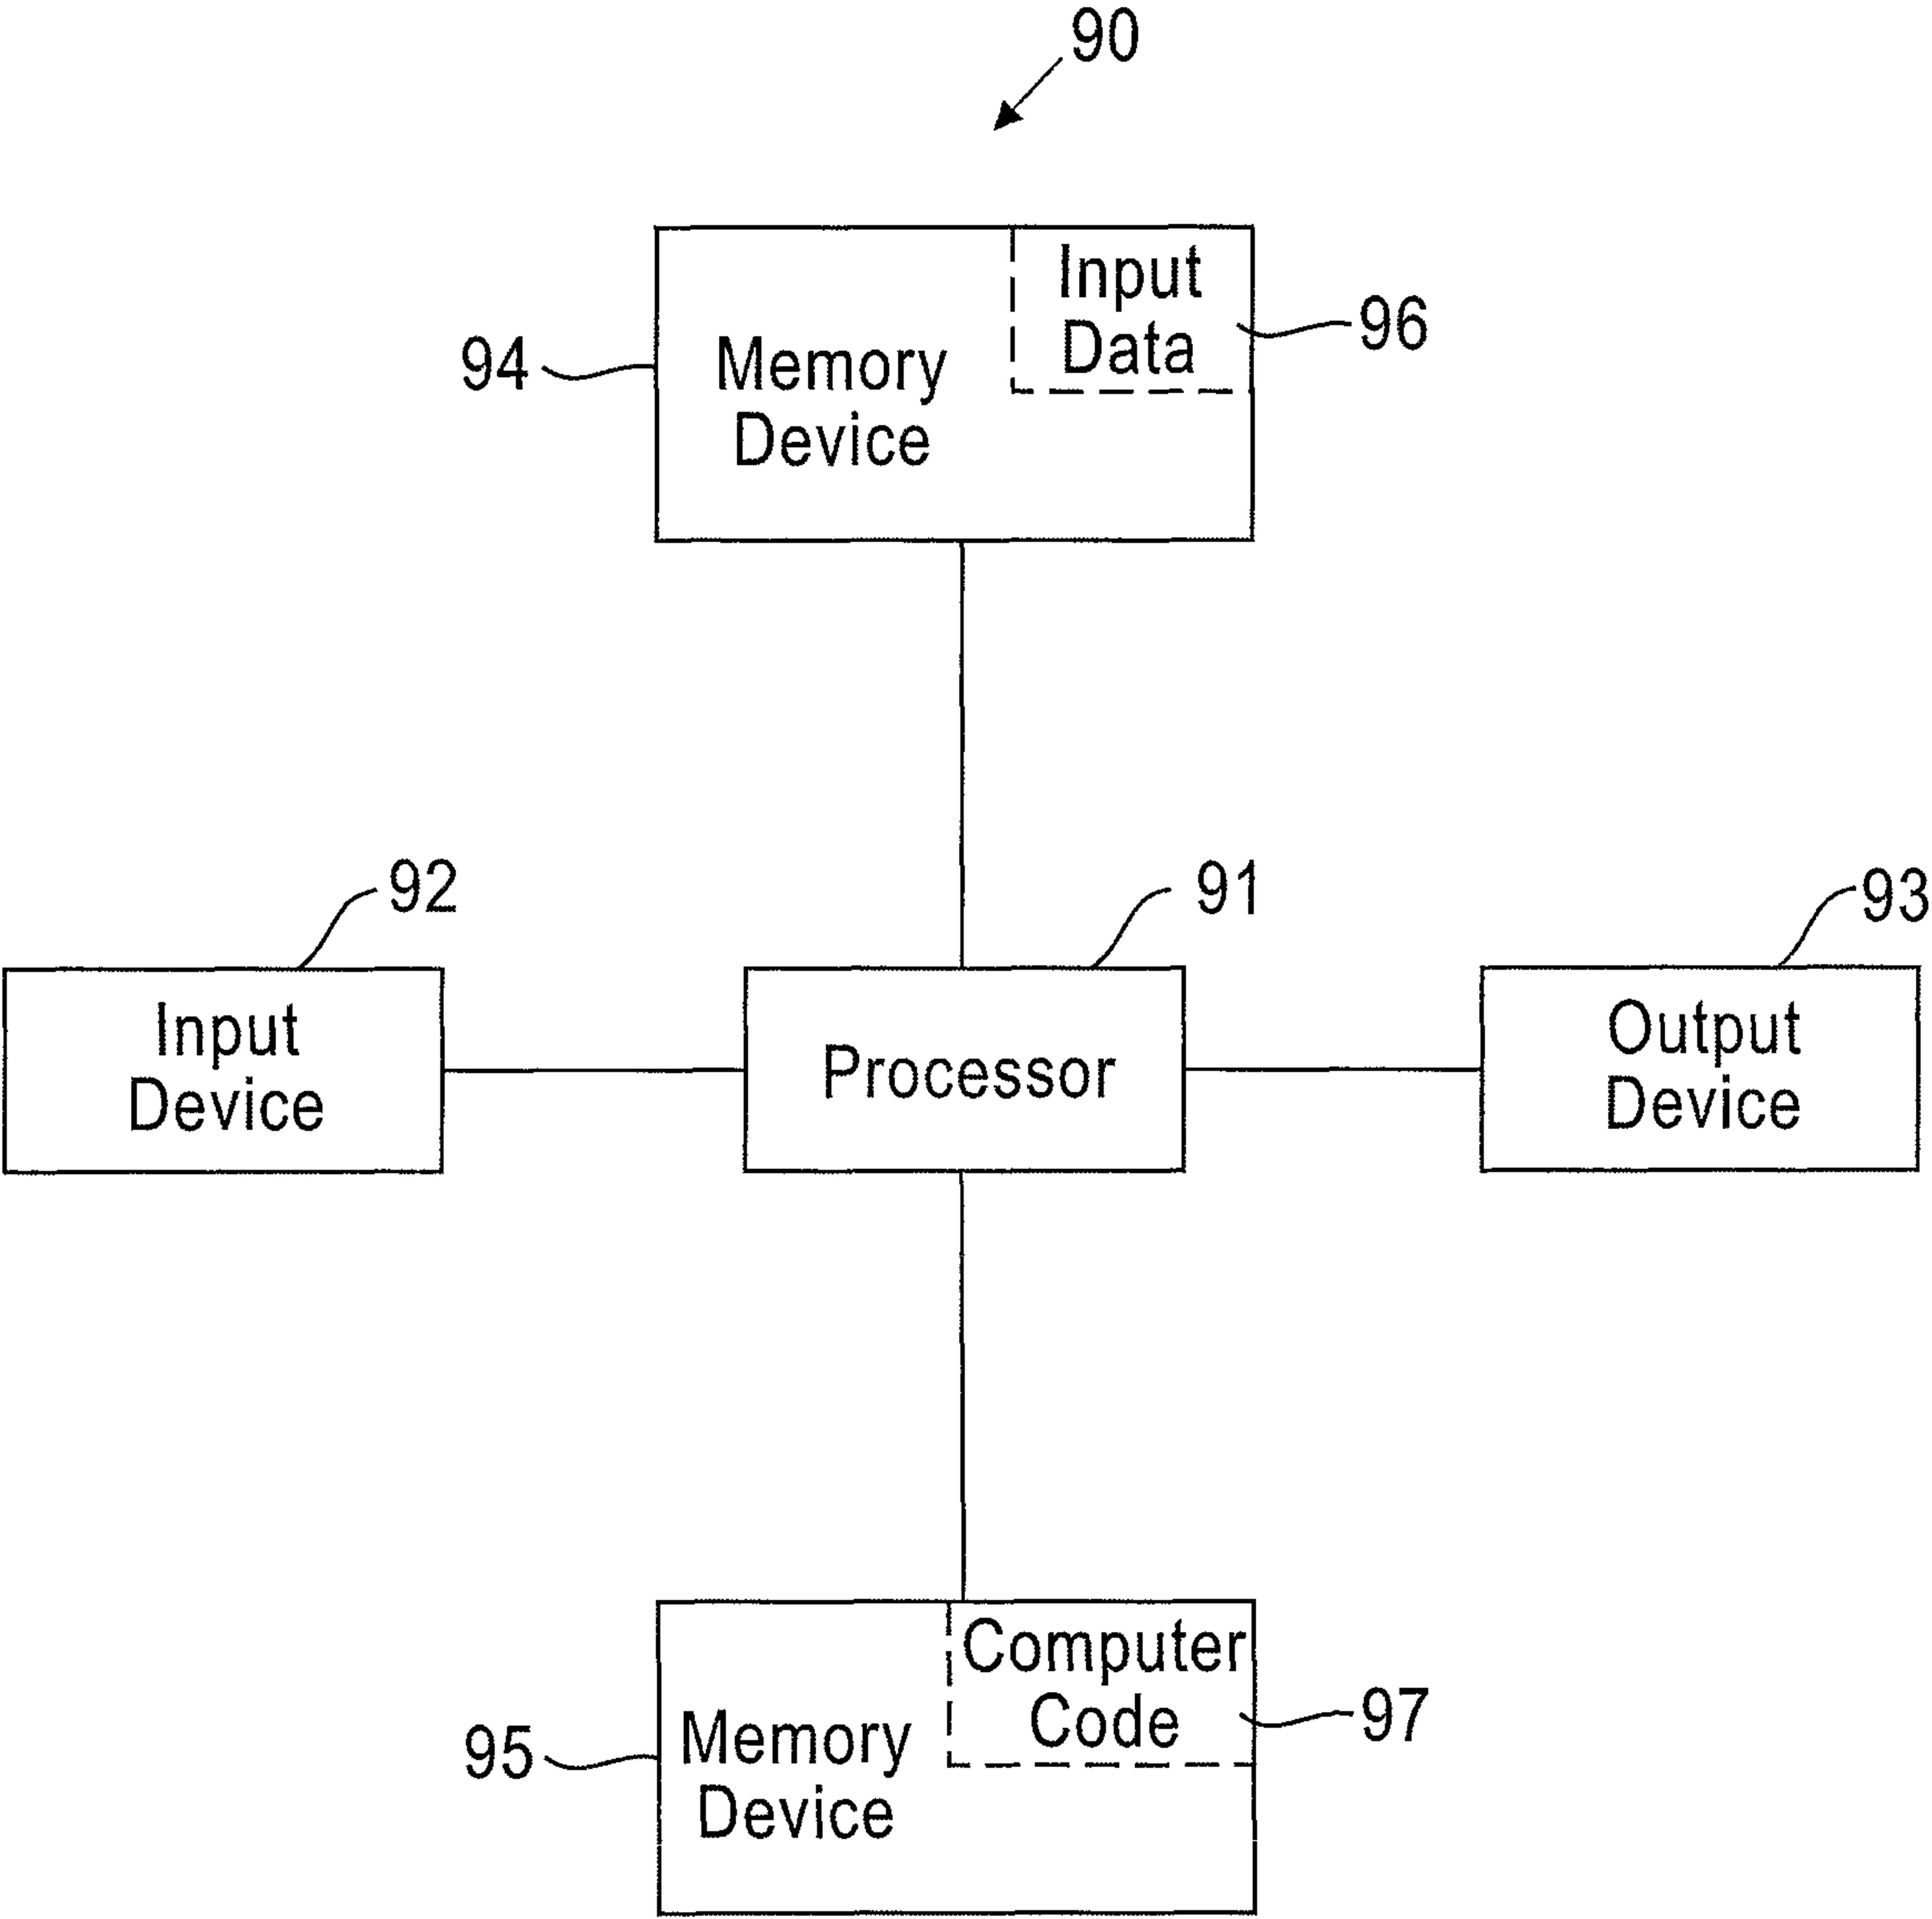 90
Input
Data
96
94
Memory
Device
92
91
93
Input
Device
Processor
Output
Device
Computer
Code
97
95
Memory
Device